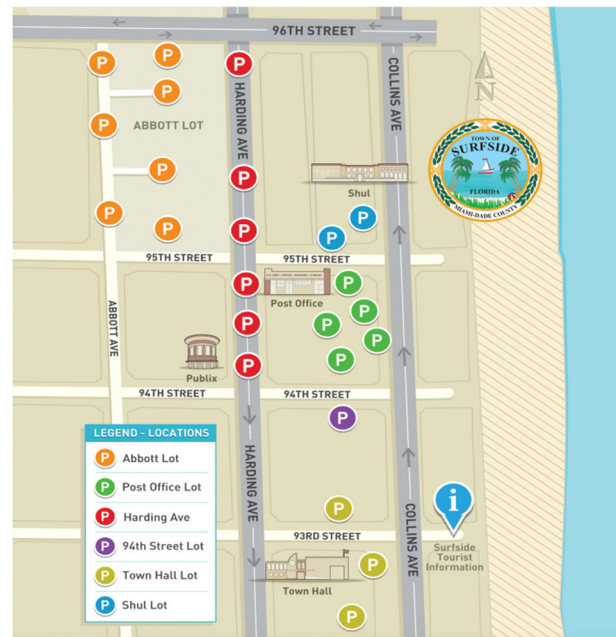 96TH STREET
HARDING AVE
COLLINS AVE
ABBOTT LOT
N
TOWN OF
SURFSIDE
FLORIDA
MIAMI-DADE COUNTY
P
P
P
P
P
P
P
P
P
P
Shul
P
P
95TH STREET
95TH STREET
P
Post Office
P
P
P
P
P
P
P
ABBOTT AVE
Publix
94TH STREET
94TH STREET
P
LEGEND - LOCATIONS
P Abbott Lot
P Post Office Lot
P Harding Ave
P 94th Street Lot
P Town Hall Lot
P Shul Lot
HARDING AVE
COLLINS AVE
P
i
93RD STREET
Surfside
Tourist
Information
P
Town Hall
P